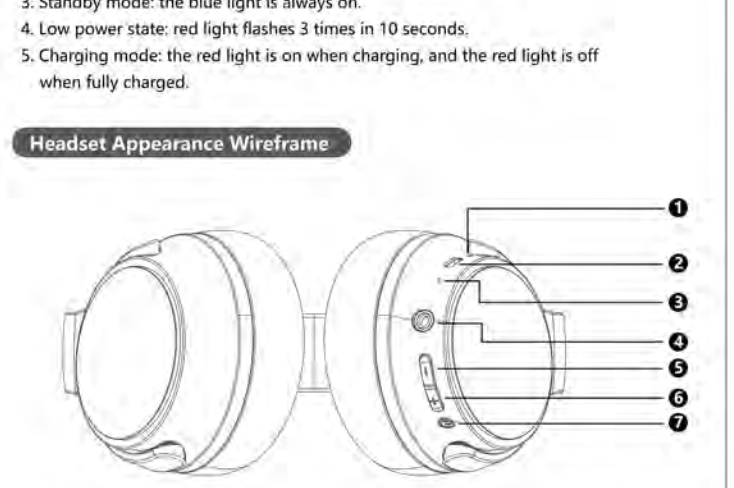 3. Standby mode: the blue light is always on.
4. Low power state: red light flashes 3 times in 10 seconds.
5. Charging mode: the red light is on when charging, and the red light is off
when fully charged.
Headset Appearance Wireframe
1
2
3
4
-
5
+
6
7